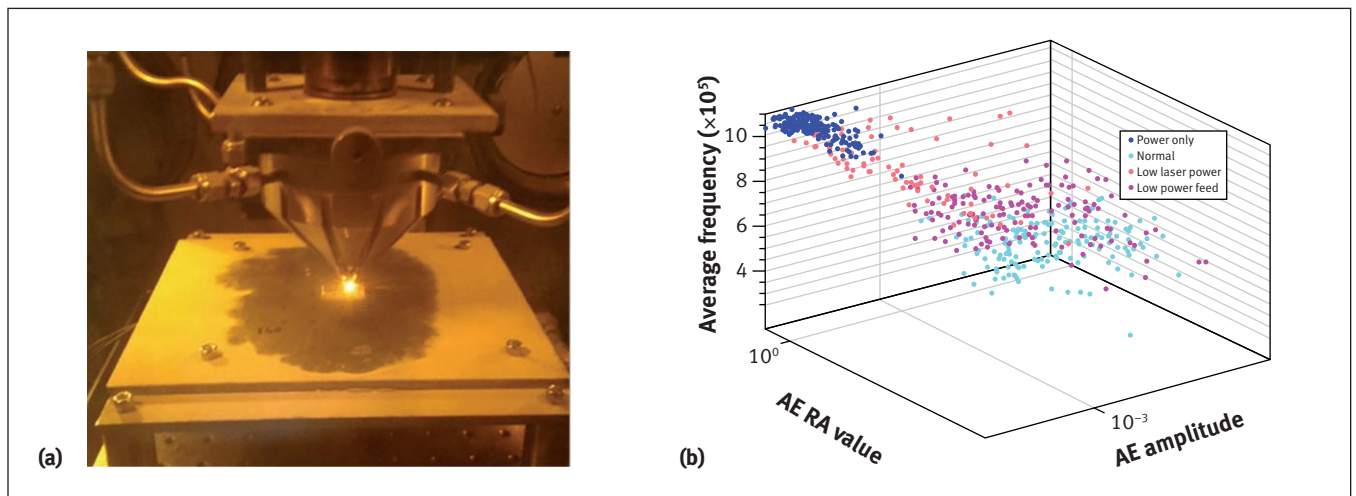 (a)
Average frequency (×10⁵)
10
8
6
4
10⁰
AE RA value
10⁻³
AE amplitude
Power only
Normal
Low laser power
Low power feed
(b)